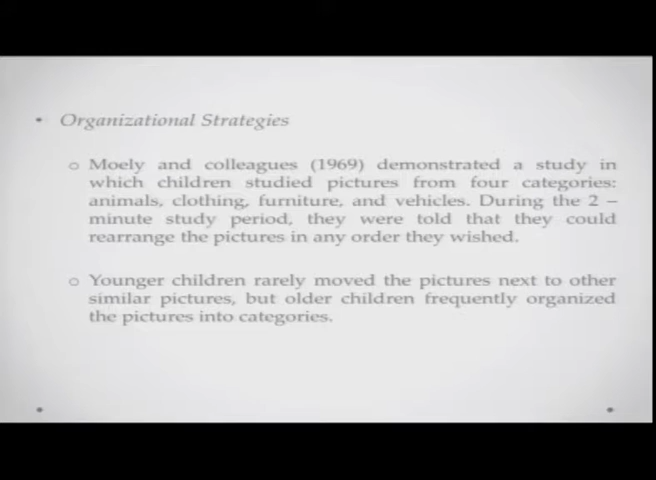 • Organizational Strategies
o Moely and colleagues (1969) demonstrated a study in
which children studied pictures from four categories:
animals, clothing, furniture, and vehicles. During the 2 –
minute study period, they were told that they could
rearrange the pictures in any order they wished.
o Younger children rarely moved the pictures next to other
similar pictures, but older children frequently organized
the pictures into categories.